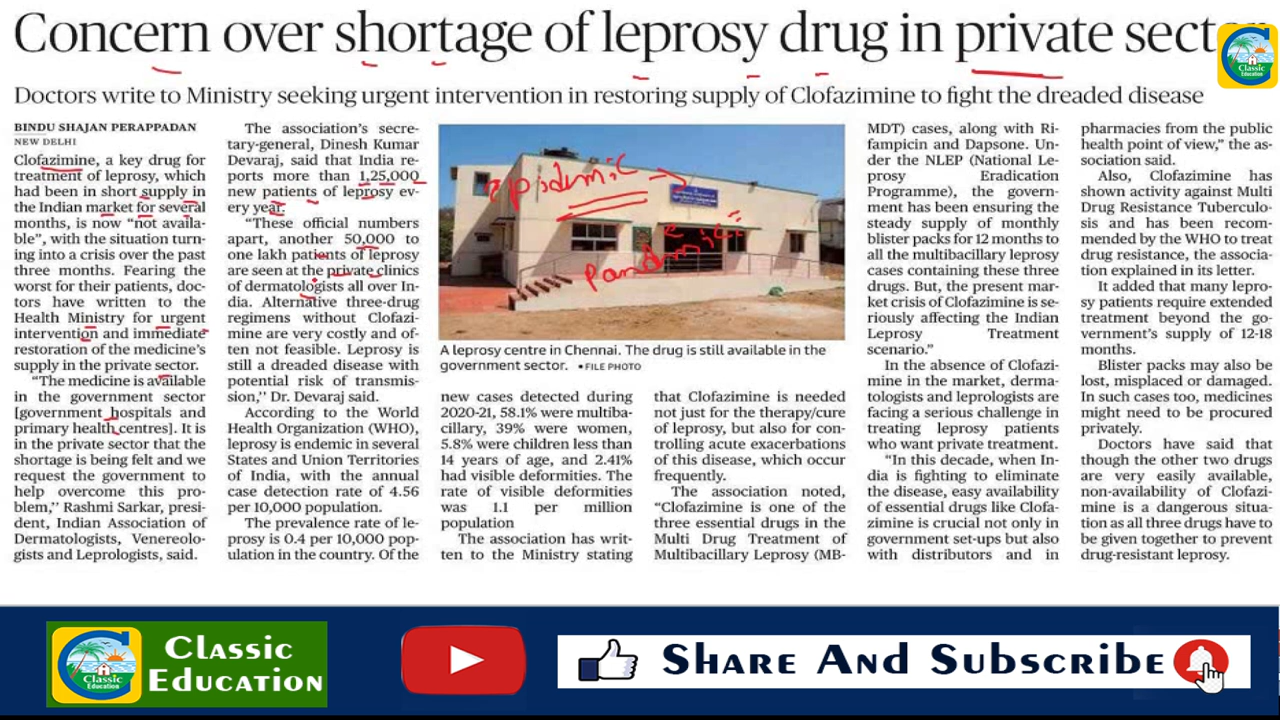 Concern over shortage of leprosy drug in private sector
Doctors write to Ministry seeking urgent intervention in restoring supply of Clofazimine to fight the dreaded disease
BINDU SHAJAN PERAPPADAN
NEW DELHI
Clofazimine, a key drug for
treatment of leprosy, which
had been in short supply in
the Indian market for several
months, is now “not availa-
ble”, with the situation turn-
ing into a crisis over the past
three months. Fearing the
worst for their patients, doc-
tors have written to the
Health Ministry for urgent
intervention and immediate
restoration of the medicine’s
supply in the private sector.
“The medicine is available
in the government sector
[government hospitals and
primary health centres]. It is
in the private sector that the
shortage is being felt and we
request the government to
help overcome this pro-
blem,’’ Rashmi Sarkar, presi-
dent, Indian Association of
Dermatologists, Venereolo-
gists and Leprologists, said.
The association’s secre-
tary-general, Dinesh Kumar
Devaraj, said that India re-
ports more than 1,25,000
new patients of leprosy ev-
ery year.
“These official numbers
apart, another 50,000 to
one lakh patients of leprosy
are seen at the private clinics
of dermatologists all over In-
dia. Alternative three-drug
regimens without Clofazi-
mine are very costly and of-
ten not feasible. Leprosy is
still a dreaded disease with
potential risk of transmis-
sion,’’ Dr. Devaraj said.
According to the World
Health Organization (WHO),
leprosy is endemic in several
States and Union Territories
of India, with the annual
case detection rate of 4.56
per 10,000 population.
The prevalence rate of le-
prosy is 0.4 per 10,000 pop-
ulation in the country. Of the
epidemic
Pandemic
A leprosy centre in Chennai. The drug is still available in the
government sector. •FILE PHOTO
new cases detected during
2020-21, 58.1% were multiba-
cillary, 39% were women,
5.8% were children less than
14 years of age, and 2.41%
had visible deformities. The
rate of visible deformities
was 1.1 per million
population
The association has writ-
ten to the Ministry stating
that Clofazimine is needed
not just for the therapy/cure
of leprosy, but also for con-
trolling acute exacerbations
of this disease, which occur
frequently.
The association noted,
“Clofazimine is one of the
three essential drugs in the
Multi Drug Treatment of
Multibacillary Leprosy (MB-
MDT) cases, along with Ri-
fampicin and Dapsone. Un-
der the NLEP (National Le-
prosy Eradication
Programme), the govern-
ment has been ensuring the
steady supply of monthly
blister packs for 12 months to
all the multibacillary leprosy
cases containing these three
drugs. But, the present mar-
ket crisis of Clofazimine is se-
riously affecting the Indian
Leprosy Treatment
scenario.”
In the absence of Clofazi-
mine in the market, derma-
tologists and leprologists are
facing a serious challenge in
treating leprosy patients
who want private treatment.
“In this decade, when In-
dia is fighting to eliminate
the disease, easy availability
of essential drugs like Clofa-
zimine is crucial not only in
government set-ups but also
with distributors and in
pharmacies from the public
health point of view,” the as-
sociation said.
Also, Clofazimine has
shown activity against Multi
Drug Resistance Tuberculo-
sis and has been recom-
mended by the WHO to treat
drug resistance, the associa-
tion explained in its letter.
It added that many lepro-
sy patients require extended
treatment beyond the go-
vernment’s supply of 12-18
months.
Blister packs may also be
lost, misplaced or damaged.
In such cases too, medicines
might need to be procured
privately.
Doctors have said that
though the other two drugs
are very easily available,
non-availability of Clofazi-
mine is a dangerous situa-
tion as all three drugs have to
be given together to prevent
drug-resistant leprosy.
Classic
Education
Classic
Education
Classic
Education
Share And Subscribe